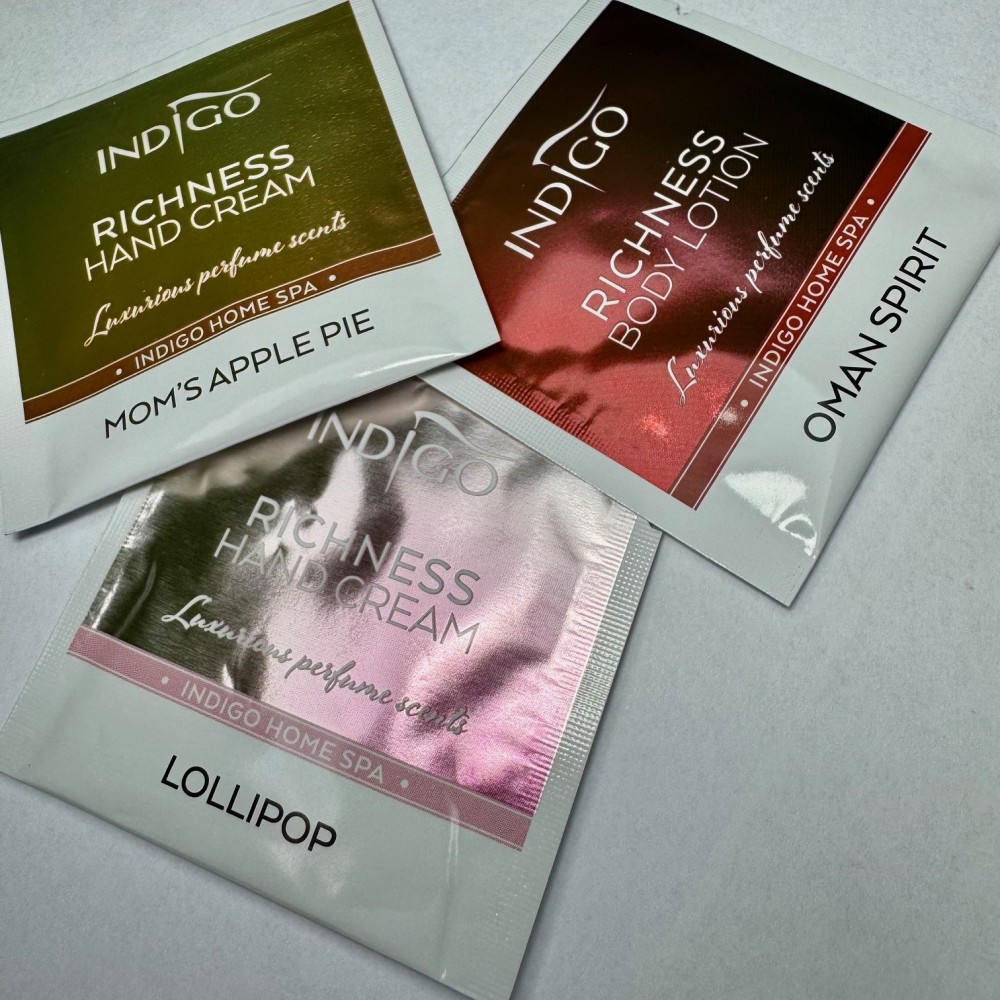 INDIGO
RICHNESS
HAND CREAM
Luxurious perfume scents
• INDIGO HOME SPA •
MOM'S APPLE PIE
INDIGO
RICHNESS
BODY LOTION
Luxurious perfume scents
• INDIGO HOME SPA •
OMAN SPIRIT
INDIGO
RICHNESS
HAND CREAM
Luxurious perfume scents
• INDIGO HOME SPA •
LOLLIPOP